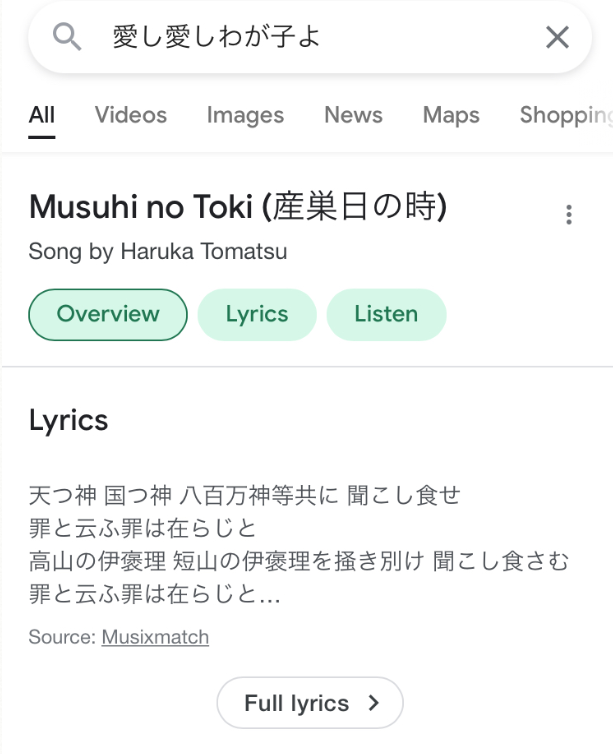 愛し愛しわが子よ
All Videos Images News Maps Shopping
Musuhi no Toki (産巣日の時)
Song by Haruka Tomatsu
Overview Lyrics Listen
Lyrics
天つ神 国つ神 八百万神等共に 聞こし食せ
罪と云ふ罪は在らじと
高山の伊褒理 短山の伊褒理を掻き別け 聞こし食さむ
罪と云ふ罪は在らじと...
Source: Musixmatch
Full lyrics